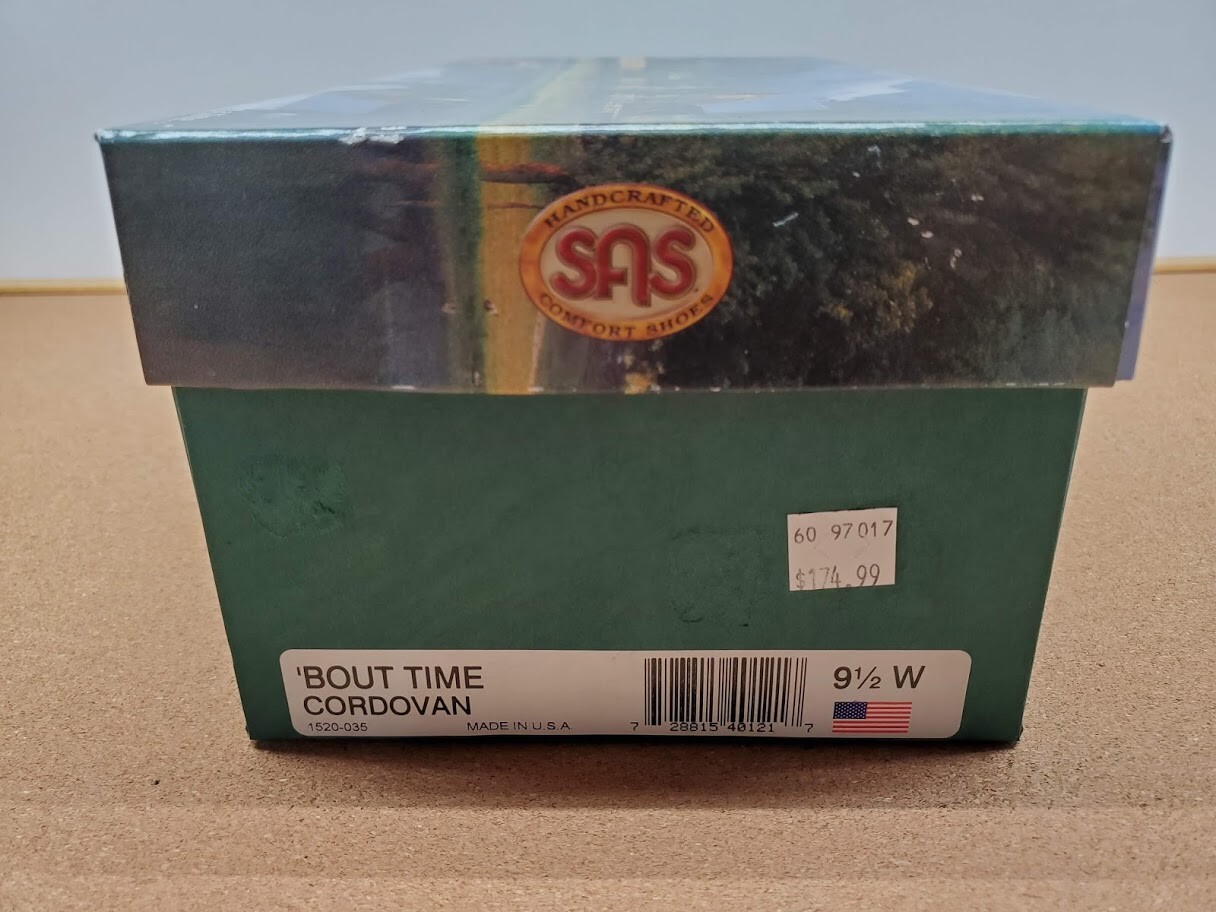 HANDCRAFTED
SAS
COMFORT SHOES
60 97017
$174.99
'BOUT TIME
CORDOVAN
1520-035
MADE IN U.S.A.
7 28815 40121 7
9½ W